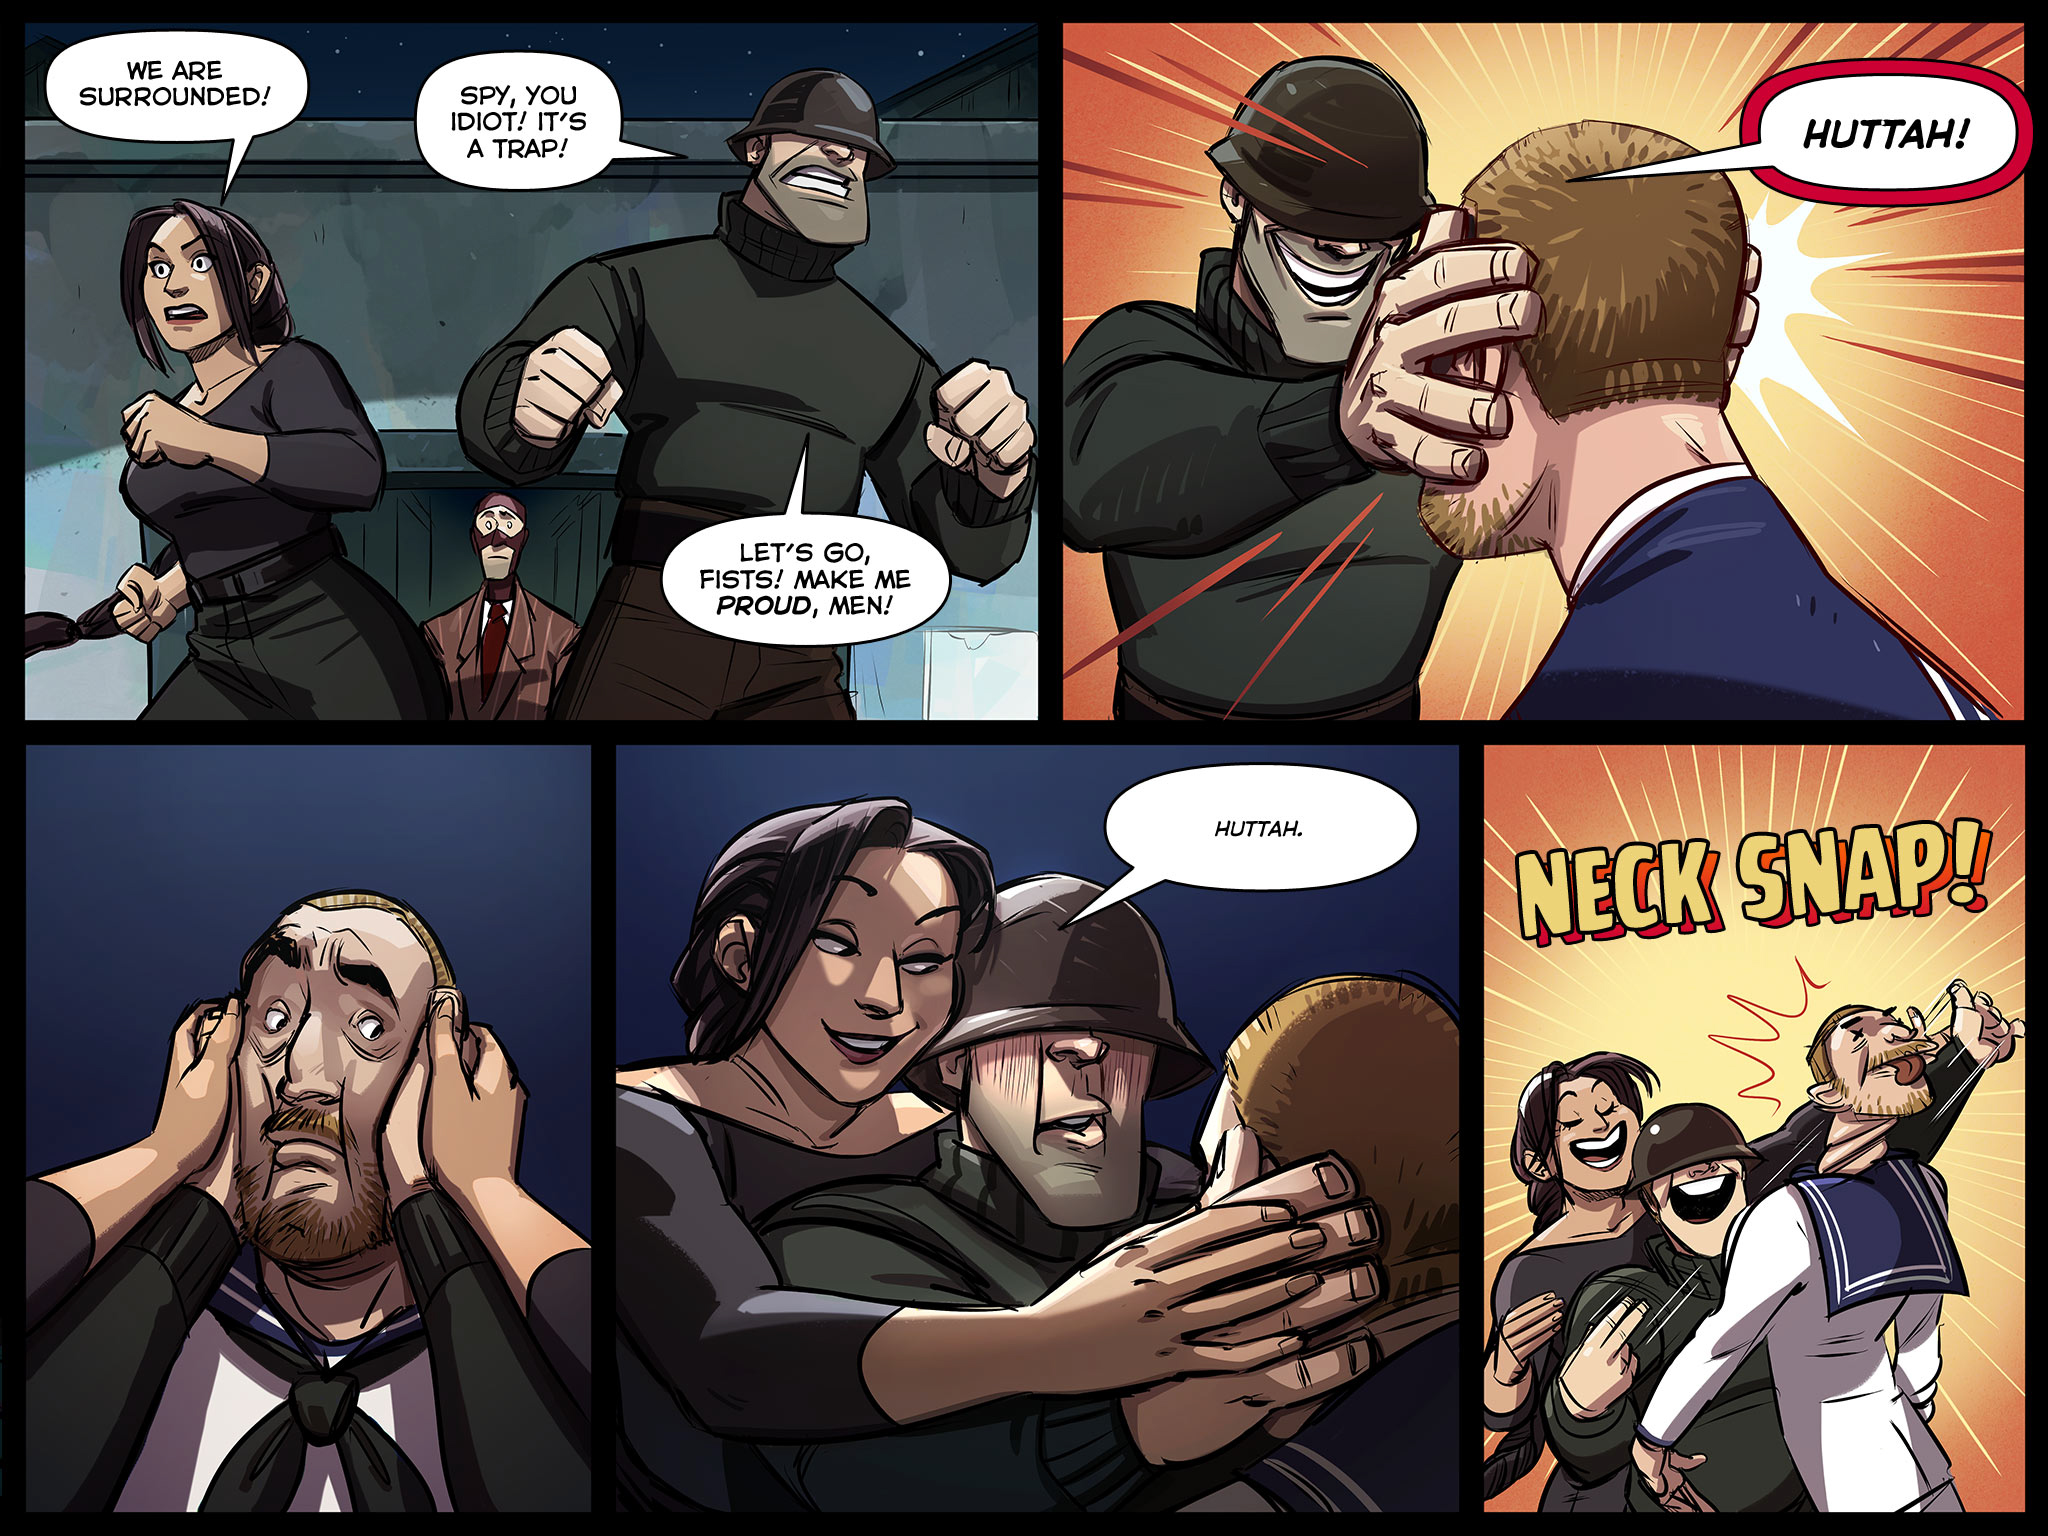 WE ARE
SURROUNDED!
SPY, YOU
IDIOT! IT'S
A TRAP!
LET'S GO,
FISTS! MAKE ME
PROUD, MEN!
HUTTAH!
HUTTAH.
NECK SNAP!